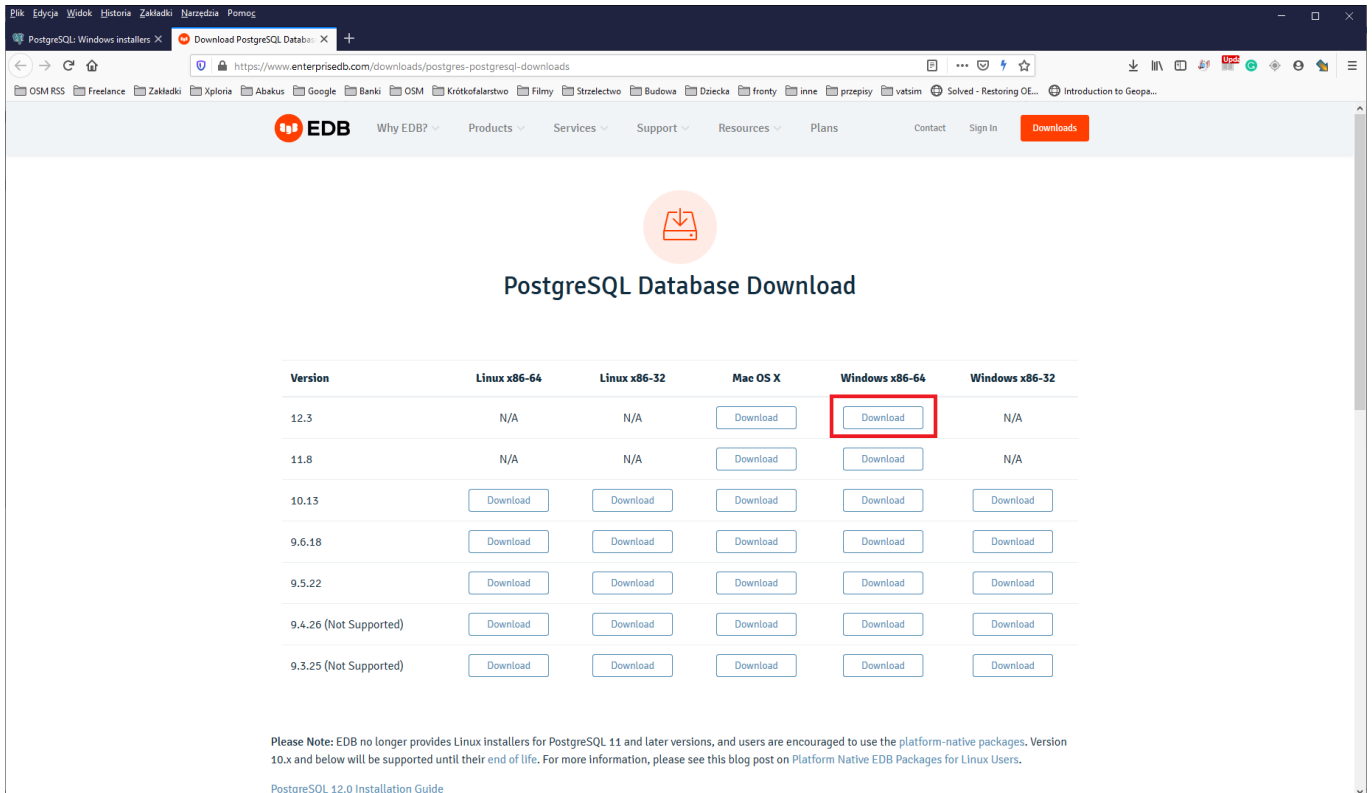 Plik Edycja Widok Historia Zakładki Narzędzia Pomoc
PostgreSQL: Windows installers
Download PostgreSQL Databas
https://www.enterprisedb.com/downloads/postgres-postgresql-downloads
OSM RSS Freelance Zakładki Xploria Abakus Google Banki OSM Krótkofalarstwo Filmy Strzelectwo Budowa Dziecka fronty inne przepisy vatsim Solved - Restoring OE... Introduction to Geopa...
EDB Why EDB? Products Services Support Resources Plans Contact Sign In Downloads
PostgreSQL Database Download
Version Linux x86-64 Linux x86-32 Mac OS X Windows x86-64 Windows x86-32
12.3 N/A N/A Download Download N/A
11.8 N/A N/A Download Download N/A
10.13 Download Download Download Download Download
9.6.18 Download Download Download Download Download
9.5.22 Download Download Download Download Download
9.4.26 (Not Supported) Download Download Download Download Download
9.3.25 (Not Supported) Download Download Download Download Download
Please Note: EDB no longer provides Linux installers for PostgreSQL 11 and later versions, and users are encouraged to use the platform-native packages. Version
10.x and below will be supported until their end of life. For more information, please see this blog post on Platform Native EDB Packages for Linux Users.
PostgreSQL 12.0 Installation Guide